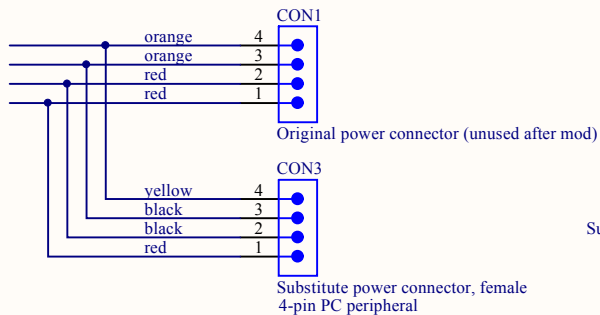 CON1
orange 4
orange 3
red 2
red 1
Original power connector (unused after mod)
CON3
yellow 4
black 3
black 2
red 1
Su
Substitute power connector, female
4-pin PC peripheral